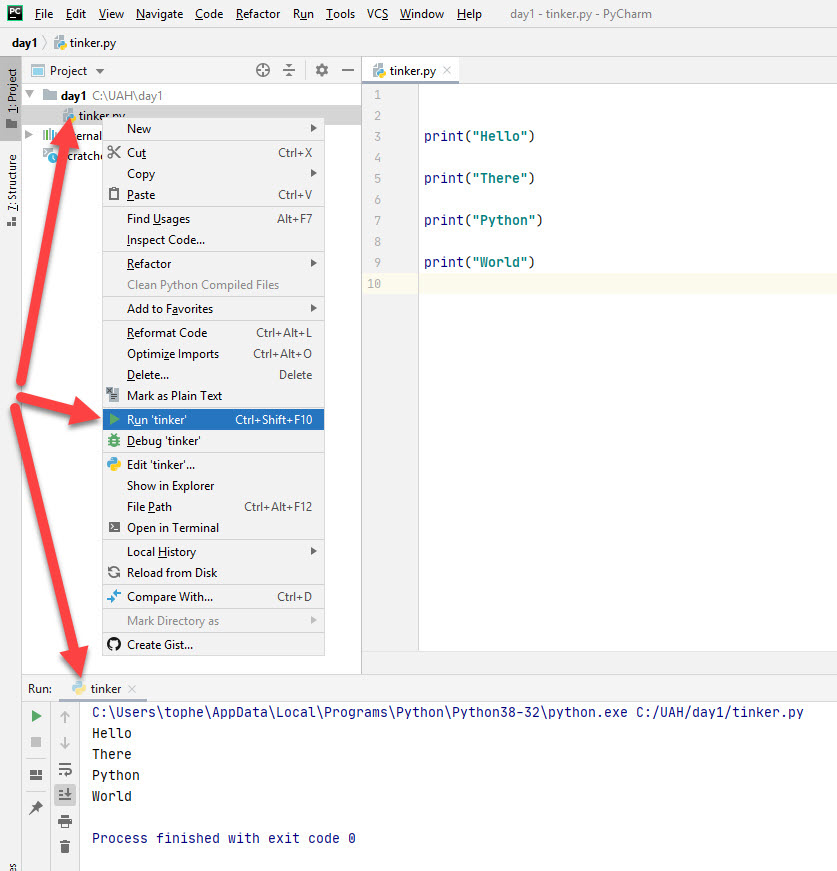 PC File Edit View Navigate Code Refactor Run Tools VCS Window Help day1 - tinker.py - PyCharm
day1 tinker.py
1: Project
7: Structure
Project
day1 C:\UAH\day1
tinker.py
New
Cut Ctrl+X
Copy
Paste Ctrl+V
Find Usages Alt+F7
Inspect Code...
Refactor
Clean Python Compiled Files
Add to Favorites
Reformat Code Ctrl+Alt+L
Optimize Imports Ctrl+Alt+O
Delete... Delete
Mark as Plain Text
Run 'tinker' Ctrl+Shift+F10
Debug 'tinker'
Edit 'tinker'...
Show in Explorer
File Path Ctrl+Alt+F12
Open in Terminal
Local History
Reload from Disk
Compare With... Ctrl+D
Mark Directory as
Create Gist...
tinker.py
1
2
3 print("Hello")
4
5 print("There")
6
7 print("Python")
8
9 print("World")
10
Run: tinker
C:\Users\tophe\AppData\Local\Programs\Python\Python38-32\python.exe C:/UAH/day1/tinker.py
Hello
There
Python
World
Process finished with exit code 0